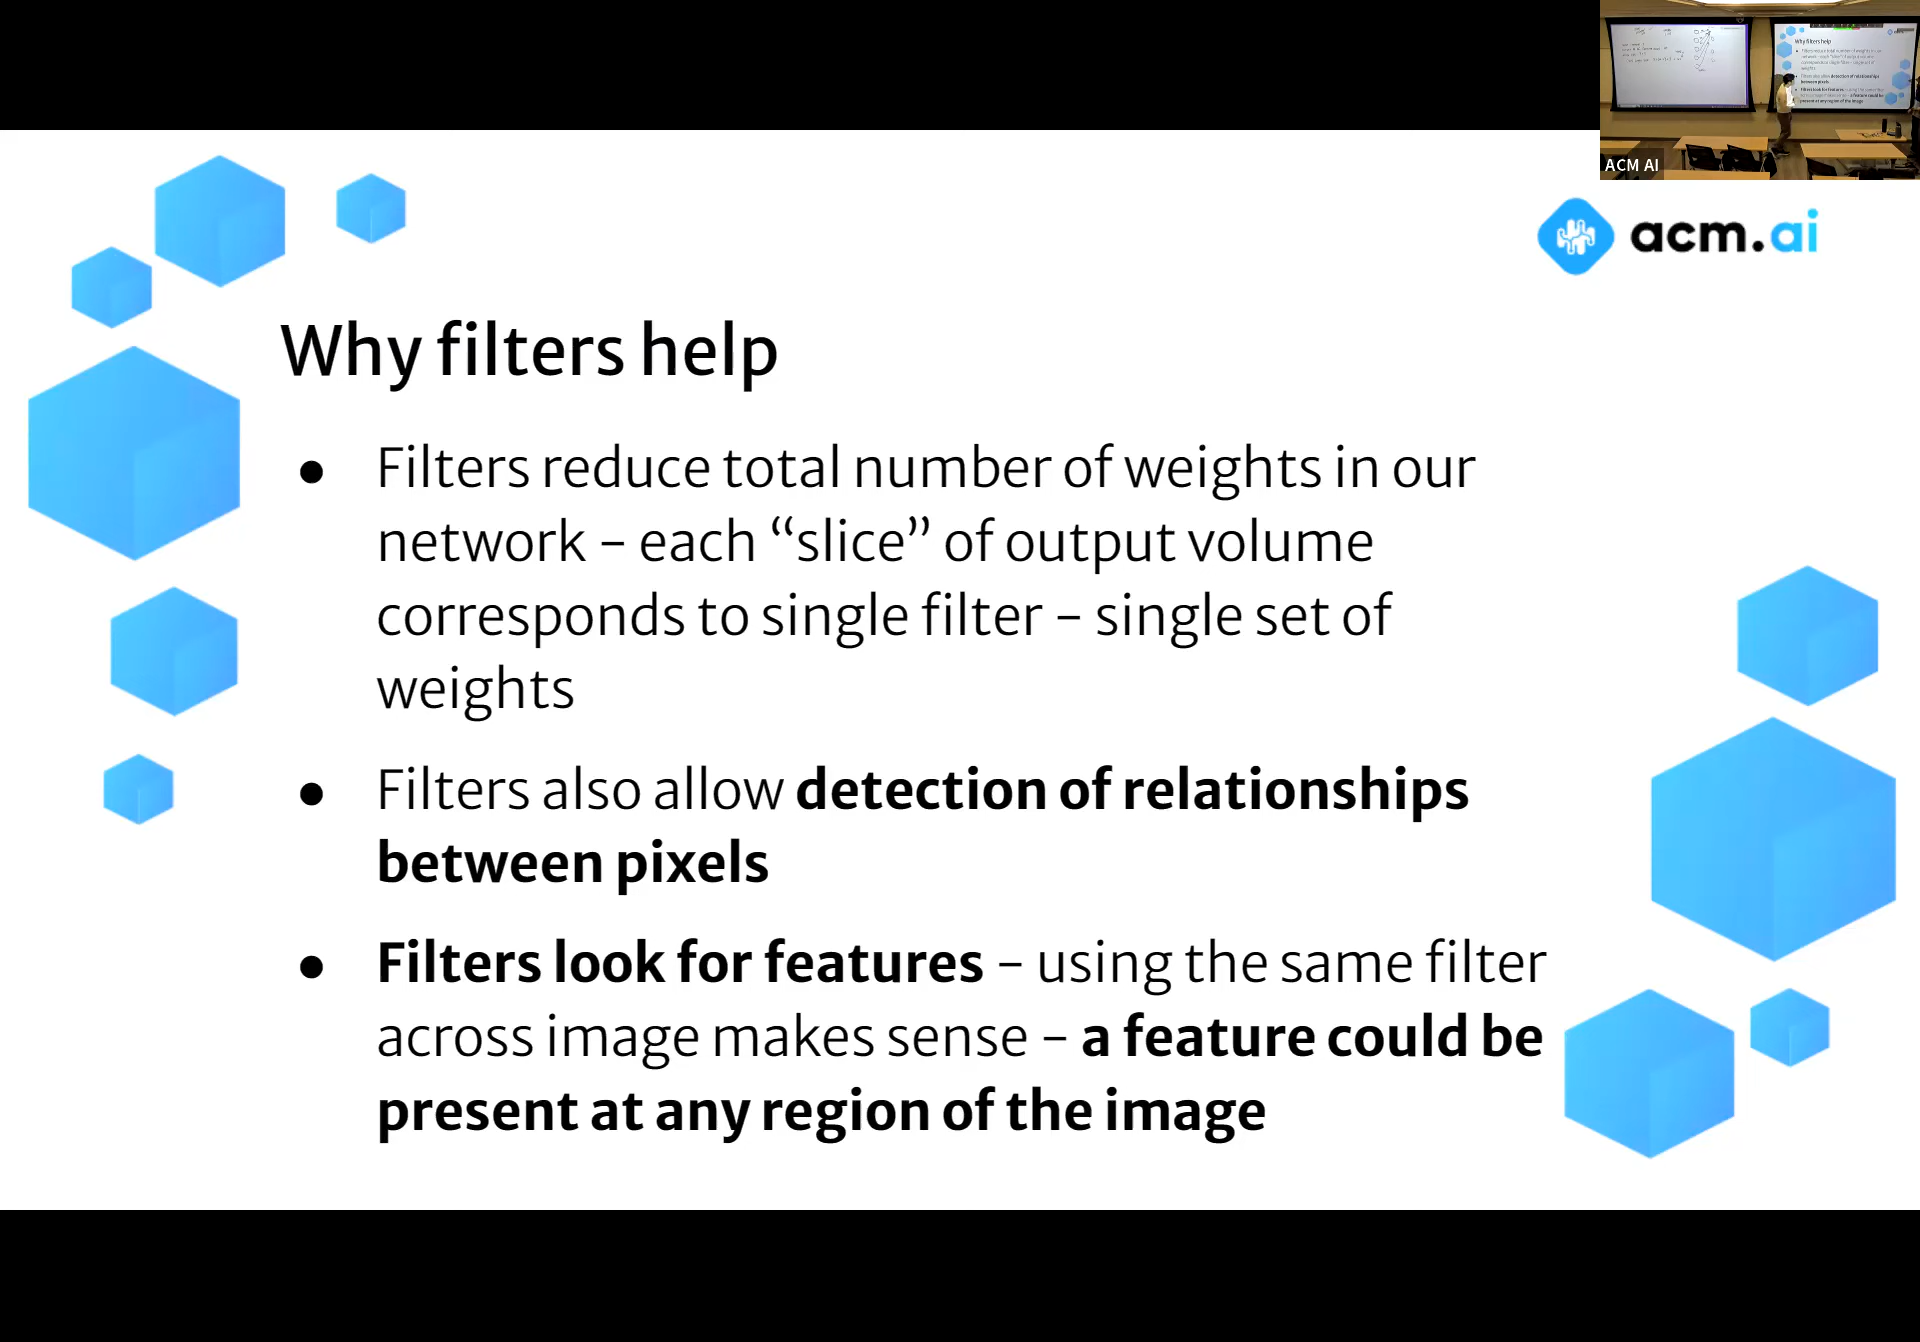 ACM AI
acm.ai
Why filters help
● Filters reduce total number of weights in our
network – each “slice” of output volume
corresponds to single filter – single set of
weights
● Filters also allow detection of relationships
between pixels
● Filters look for features – using the same filter
across image makes sense – a feature could be
present at any region of the image